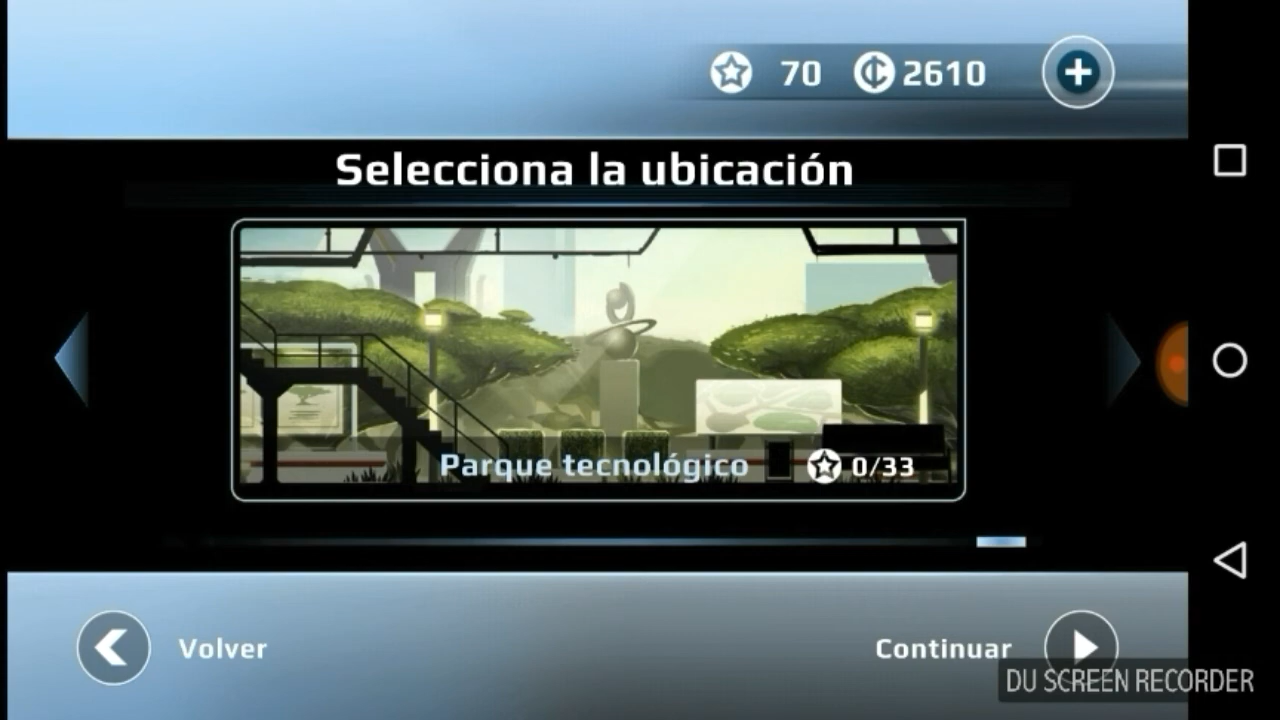 70 2610
Selecciona la ubicación
Parque tecnológico 0/33
Volver Continuar
DU SCREEN RECORDER